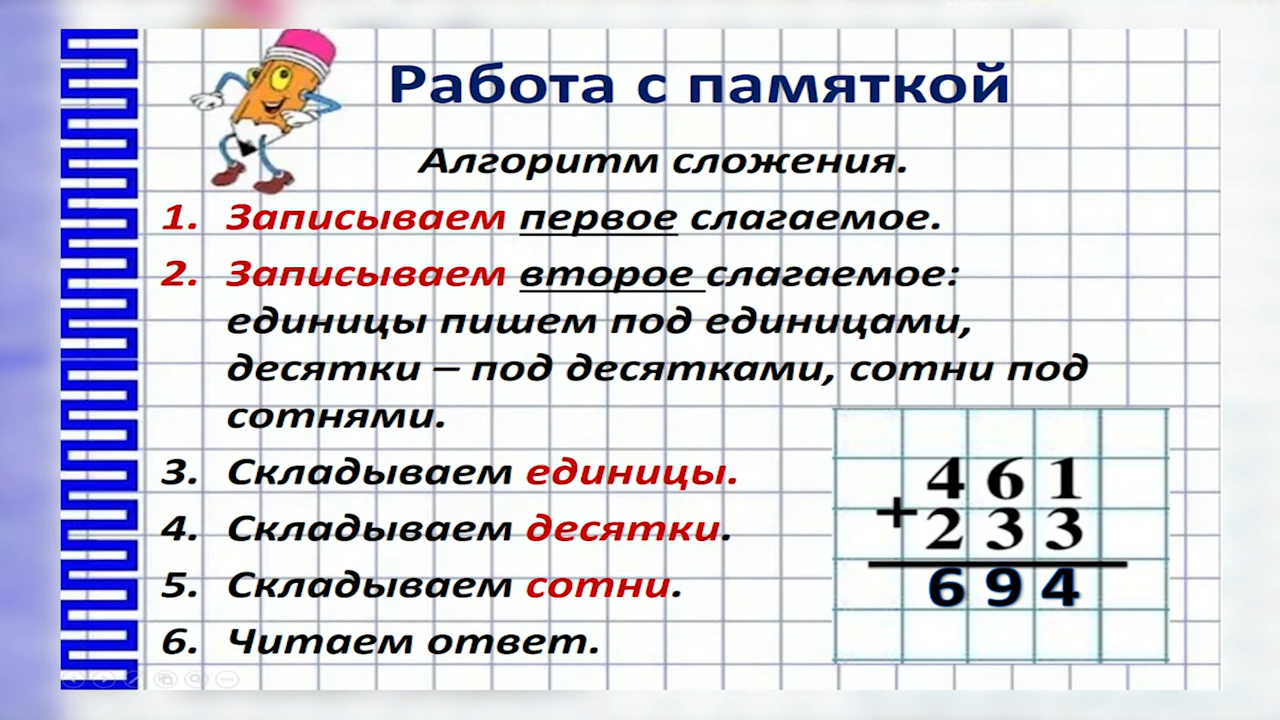 Работа с памяткой
Алгоритм сложения.
1. Записываем первое слагаемое.
2. Записываем второе слагаемое:
единицы пишем под единицами,
десятки – под десятками, сотни под
сотнями.
3. Складываем единицы.
4. Складываем десятки.
5. Складываем сотни.
6. Читаем ответ.
461
+
233
694